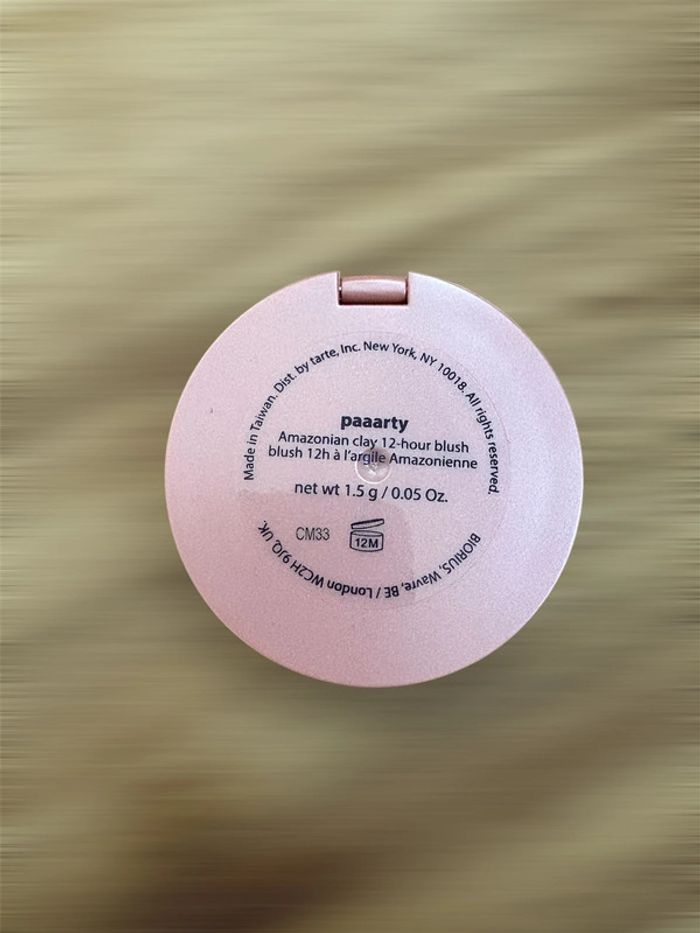 Made in Taiwan. Dist. by tarte, Inc. New York, NY 10018. All rights reserved.
paaarty
Amazonian clay 12-hour blush
blush 12h à l'argile Amazonienne
net wt 1.5 g / 0.05 Oz.
CM33
12M
BIORIUS, Wavre, BE / London WC2H 9JQ, UK.